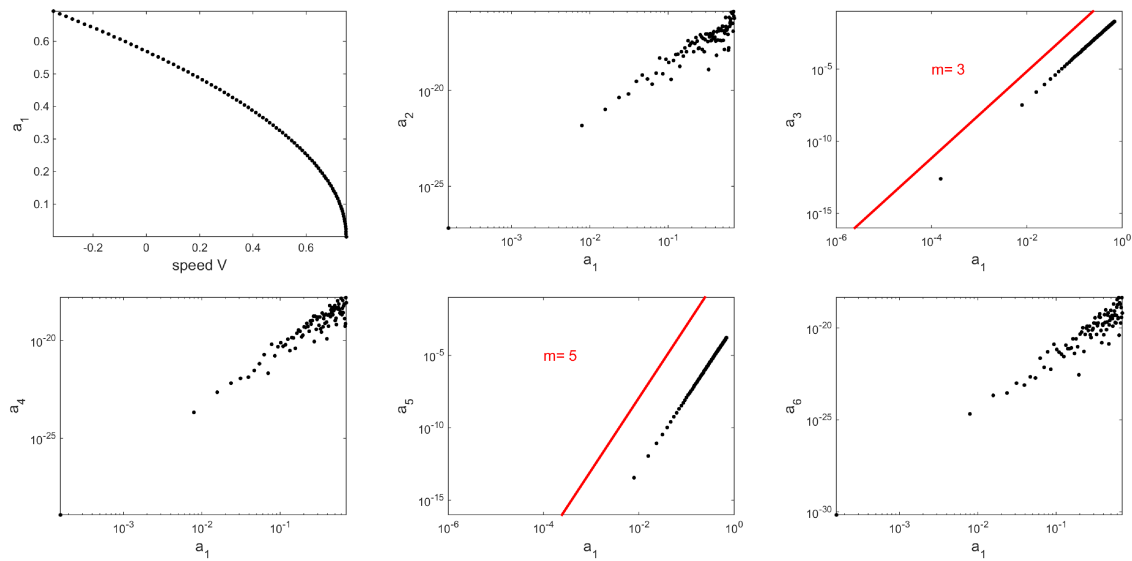 a₁
0.6
0.5
0.4
0.3
0.2
0.1
-0.2 0 0.2 0.4 0.6
speed V
a₂
10⁻²⁰
10⁻²⁵
10⁻³ 10⁻² 10⁻¹
a₁
a₃
10⁻⁵
10⁻¹⁰
10⁻¹⁵
m= 3
10⁻⁶ 10⁻⁴ 10⁻² 10⁰
a₁
a₄
10⁻²⁰
10⁻²⁵
10⁻³ 10⁻² 10⁻¹
a₁
a₅
10⁻⁵
10⁻¹⁰
10⁻¹⁵
m= 5
10⁻⁶ 10⁻⁴ 10⁻² 10⁰
a₁
a₆
10⁻²⁰
10⁻²⁵
10⁻³⁰
10⁻³ 10⁻² 10⁻¹
a₁